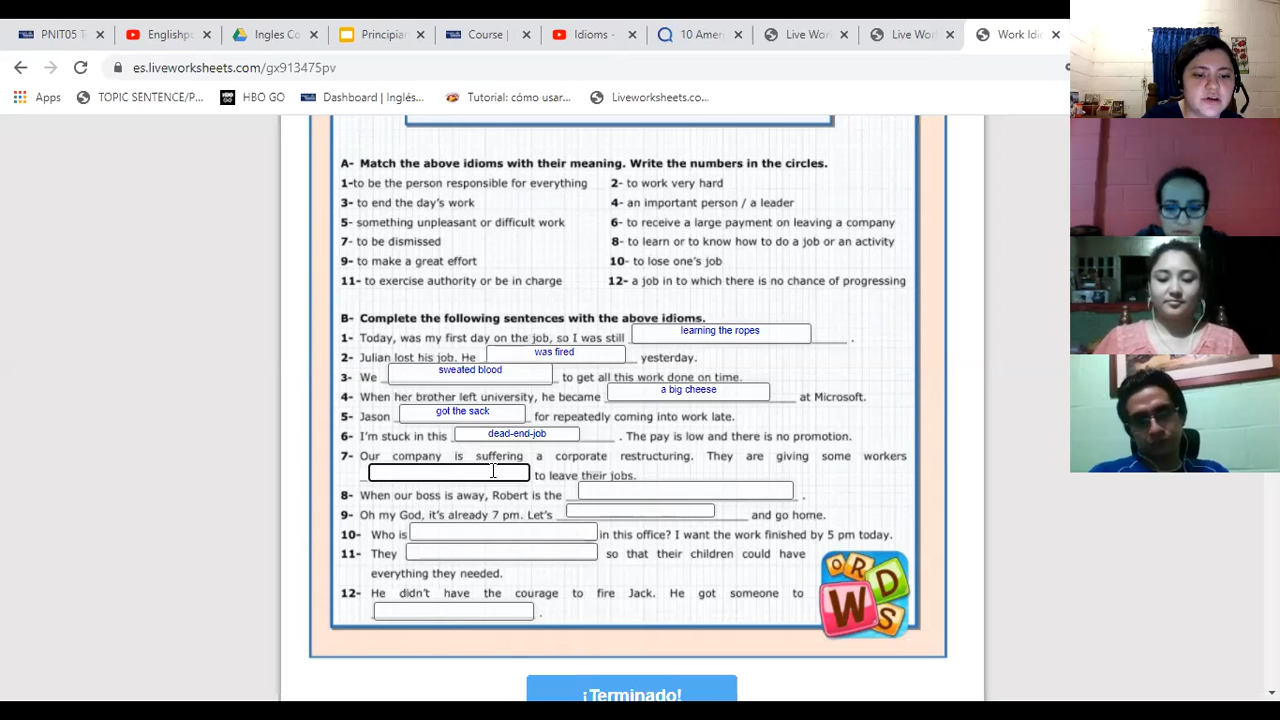 PNIT05 T
Englishp
Ingles Co
Principian
Course
Idioms -
10 Amer
Live Wor
Live Wor
Work Idi
es.liveworksheets.com/gx913475pv
Apps
TOPIC SENTENCE/P...
HBO GO
Dashboard | Inglés...
Tutorial: cómo usar...
Liveworksheets.co...
A- Match the above idioms with their meaning. Write the numbers in the circles.
1-to be the person responsible for everything 2- to work very hard
3- to end the day's work 4- an important person / a leader
5- something unpleasant or difficult work 6- to receive a large payment on leaving a company
7- to be dismissed 8- to learn or to know how to do a job or an activity
9- to make a great effort 10- to lose one's job
11- to exercise authority or be in charge 12- a job in to which there is no chance of progressing
B- Complete the following sentences with the above idioms.
1- Today, was my first day on the job, so I was still learning the ropes .
2- Julian lost his job. He was fired yesterday.
3- We sweated blood to get all this work done on time.
4- When her brother left university, he became a big cheese at Microsoft.
5- Jason got the sack for repeatedly coming into work late.
6- I'm stuck in this dead-end-job . The pay is low and there is no promotion.
7- Our company is suffering a corporate restructuring. They are giving some workers
to leave their jobs.
8- When our boss is away, Robert is the .
9- Oh my God, it's already 7 pm. Let's and go home.
10- Who is in this office? I want the work finished by 5 pm today.
11- They so that their children could have
everything they needed.
12- He didn't have the courage to fire Jack. He got someone to
.
ORD
W S
¡Terminado!